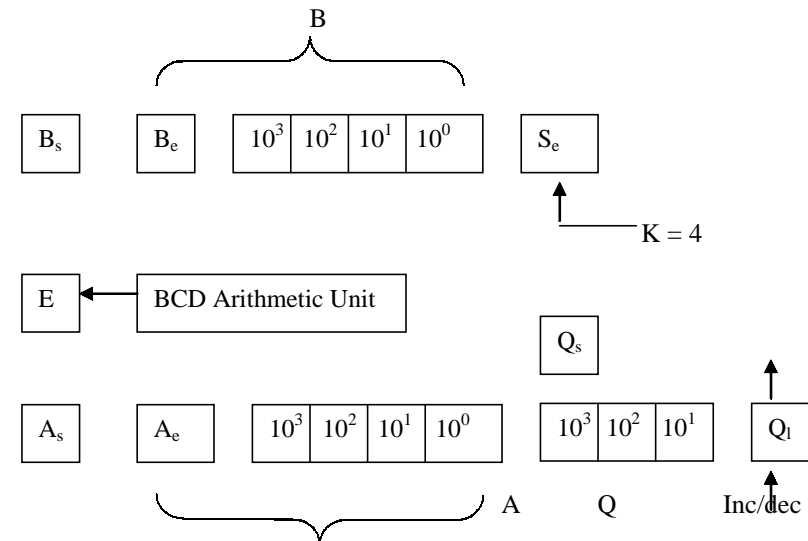 B
Bₛ Bₑ 10³ 10² 10¹ 10⁰ Sₑ
K = 4
E BCD Arithmetic Unit
Qₛ
Aₛ Aₑ 10³ 10² 10¹ 10⁰ 10³ 10² 10¹ Qₗ
A Q Inc/dec